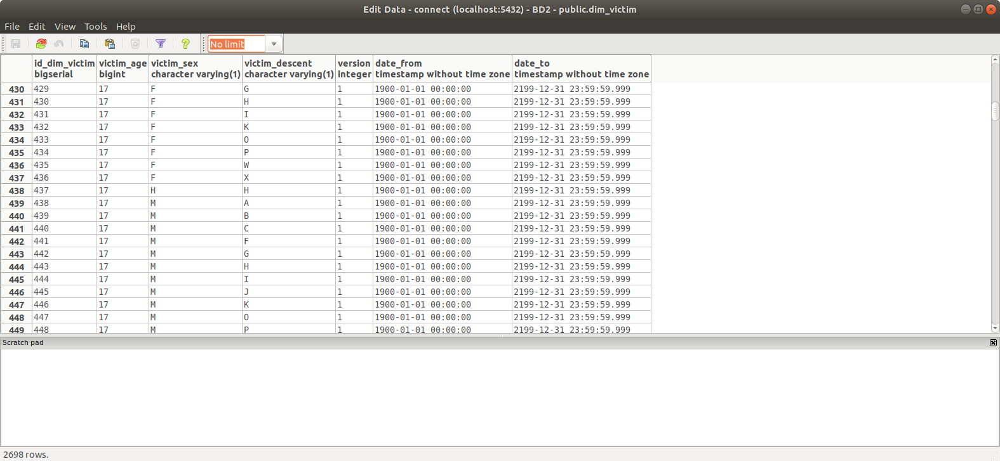 Edit Data - connect (localhost:5432) - BD2 - public.dim_victim
File Edit View Tools Help
No limit
id_dim_victim victim_age victim_sex victim_descent version date_from date_to
bigserial bigint character varying(1) character varying(1) integer timestamp without time zone timestamp without time zone
430 429 17 F G 1 1900-01-01 00:00:00 2199-12-31 23:59:59.999
431 430 17 F H 1 1900-01-01 00:00:00 2199-12-31 23:59:59.999
432 431 17 F I 1 1900-01-01 00:00:00 2199-12-31 23:59:59.999
433 432 17 F K 1 1900-01-01 00:00:00 2199-12-31 23:59:59.999
434 433 17 F O 1 1900-01-01 00:00:00 2199-12-31 23:59:59.999
435 434 17 F P 1 1900-01-01 00:00:00 2199-12-31 23:59:59.999
436 435 17 F W 1 1900-01-01 00:00:00 2199-12-31 23:59:59.999
437 436 17 F X 1 1900-01-01 00:00:00 2199-12-31 23:59:59.999
438 437 17 H H 1 1900-01-01 00:00:00 2199-12-31 23:59:59.999
439 438 17 M A 1 1900-01-01 00:00:00 2199-12-31 23:59:59.999
440 439 17 M B 1 1900-01-01 00:00:00 2199-12-31 23:59:59.999
441 440 17 M C 1 1900-01-01 00:00:00 2199-12-31 23:59:59.999
442 441 17 M F 1 1900-01-01 00:00:00 2199-12-31 23:59:59.999
443 442 17 M G 1 1900-01-01 00:00:00 2199-12-31 23:59:59.999
444 443 17 M H 1 1900-01-01 00:00:00 2199-12-31 23:59:59.999
445 444 17 M I 1 1900-01-01 00:00:00 2199-12-31 23:59:59.999
446 445 17 M J 1 1900-01-01 00:00:00 2199-12-31 23:59:59.999
447 446 17 M K 1 1900-01-01 00:00:00 2199-12-31 23:59:59.999
448 447 17 M O 1 1900-01-01 00:00:00 2199-12-31 23:59:59.999
449 448 17 M P 1 1900-01-01 00:00:00 2199-12-31 23:59:59.999
Scratch pad
2698 rows.